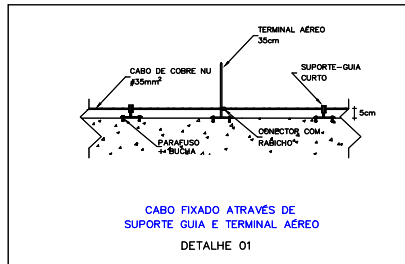 TERMINAL AÉREO
35cm
CABO DE COBRE NU
#35mm²
SUPORTE-GUIA
CURTO
5cm
PARAFUSO
+ BUCHA
CONECTOR COM
RABICHO
CABO FIXADO ATRAVÉS DE
SUPORTE GUIA E TERMINAL AÉREO
DETALHE 01